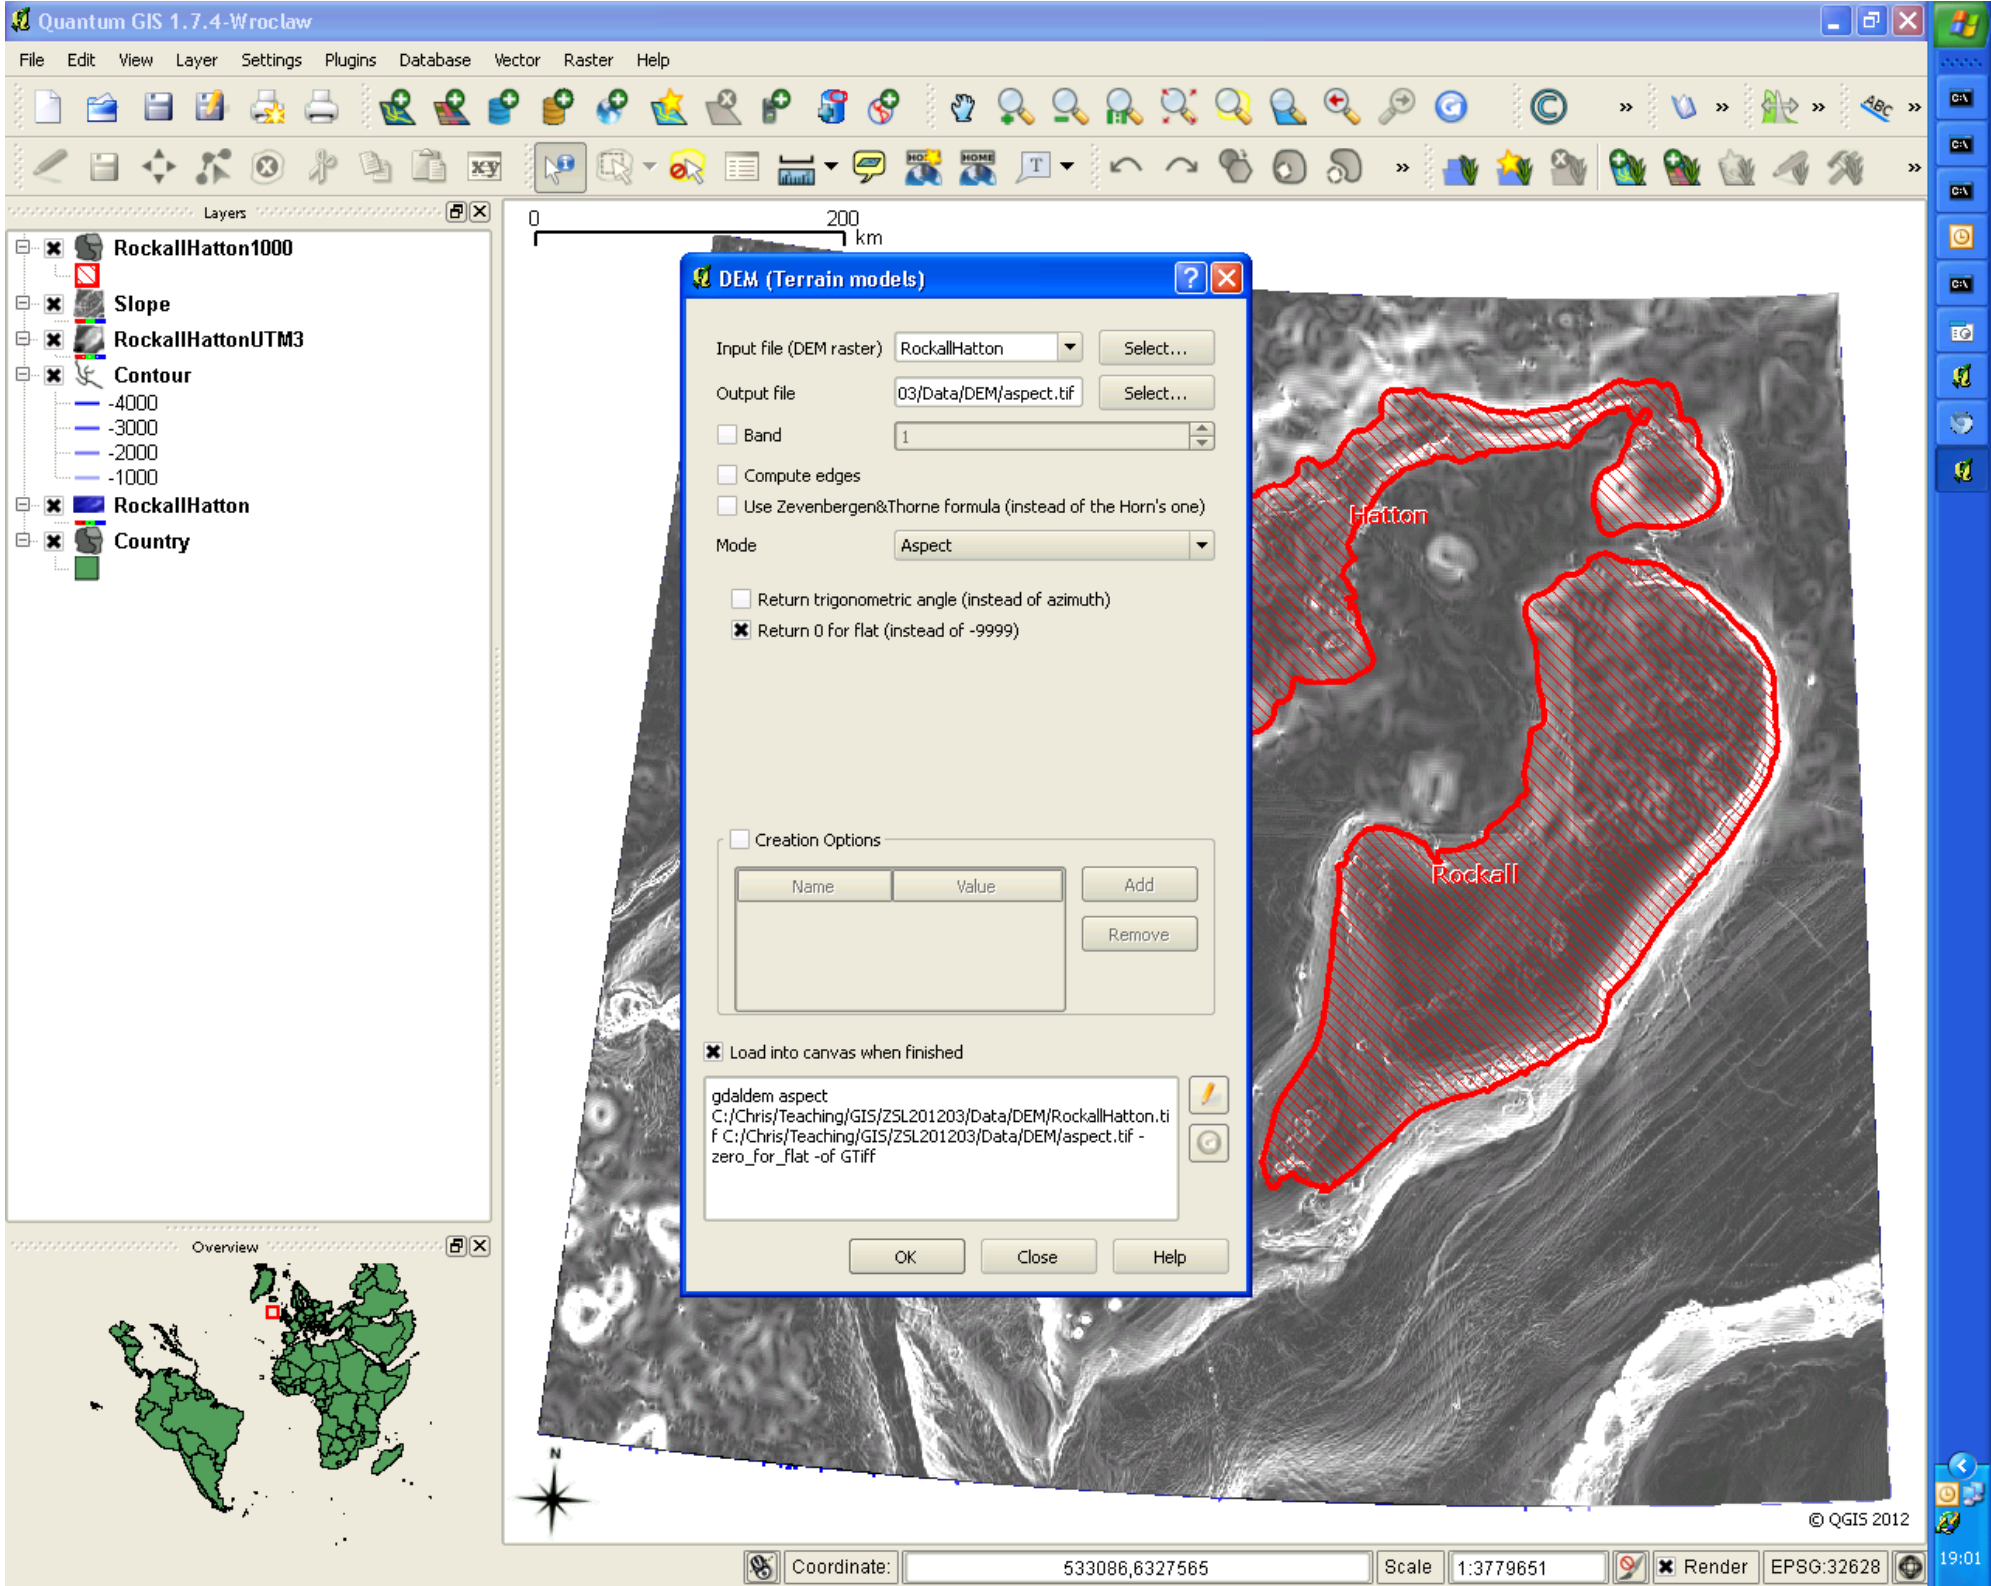 Quantum GIS 1.7.4-Wroclaw
File Edit View Layer Settings Plugins Database Vector Raster Help
C:\
ABC
C:\
xy
HOME
HOME
T
C:\
Layers
RockallHatton1000
Slope
RockallHattonUTM3
Contour
-4000
-3000
-2000
-1000
RockallHatton
Country
0 200
km
C:\
DEM (Terrain models)
Input file (DEM raster) RockallHatton Select...
Output file 03/Data/DEM/aspect.tif Select...
Band 1
Compute edges
Use Zevenbergen&Thorne formula (instead of the Horn's one)
Mode Aspect
Return trigonometric angle (instead of azimuth)
Return 0 for flat (instead of -9999)
Creation Options
Name Value Add
Remove
Load into canvas when finished
gdaldem aspect
C:/Chris/Teaching/GIS/ZSL201203/Data/DEM/RockallHatton.ti
f C:/Chris/Teaching/GIS/ZSL201203/Data/DEM/aspect.tif -
zero_for_flat -of GTiff
OK Close Help
Hatton
Rockall
Overview
N
© QGIS 2012
Coordinate: 533086,6327565 Scale 1:3779651 Render EPSG:32628
19:01